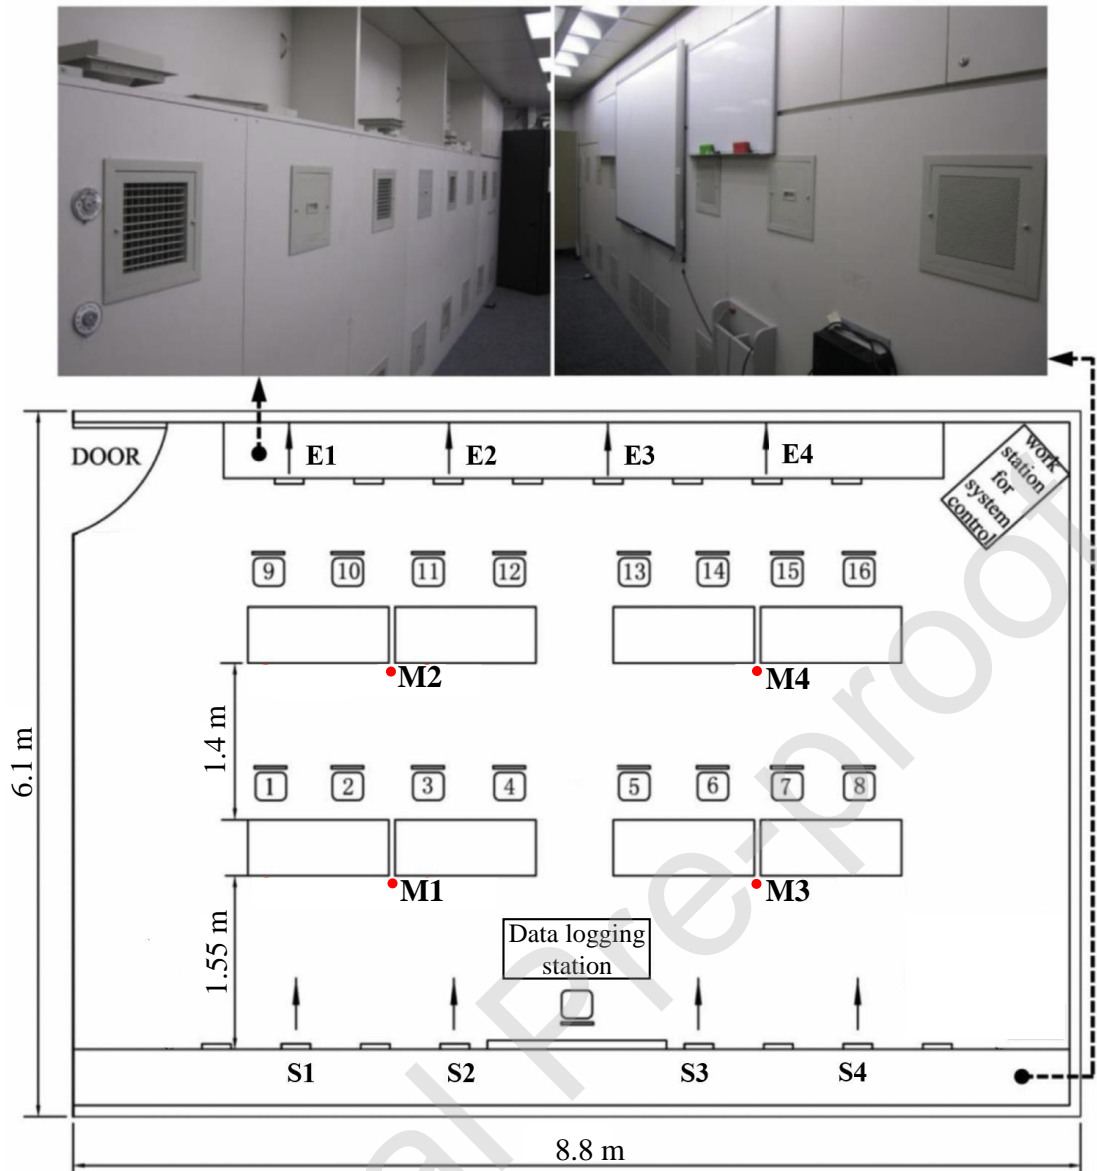 DOOR
E1
E2
E3
E4
work
station
for
system
control
9
10
11
12
13
14
15
16
M2
M4
1.4 m
6.1 m
1
2
3
4
5
6
7
8
M1
M3
1.55 m
Data logging
station
S1
S2
S3
S4
8.8 m
al Pre-proof